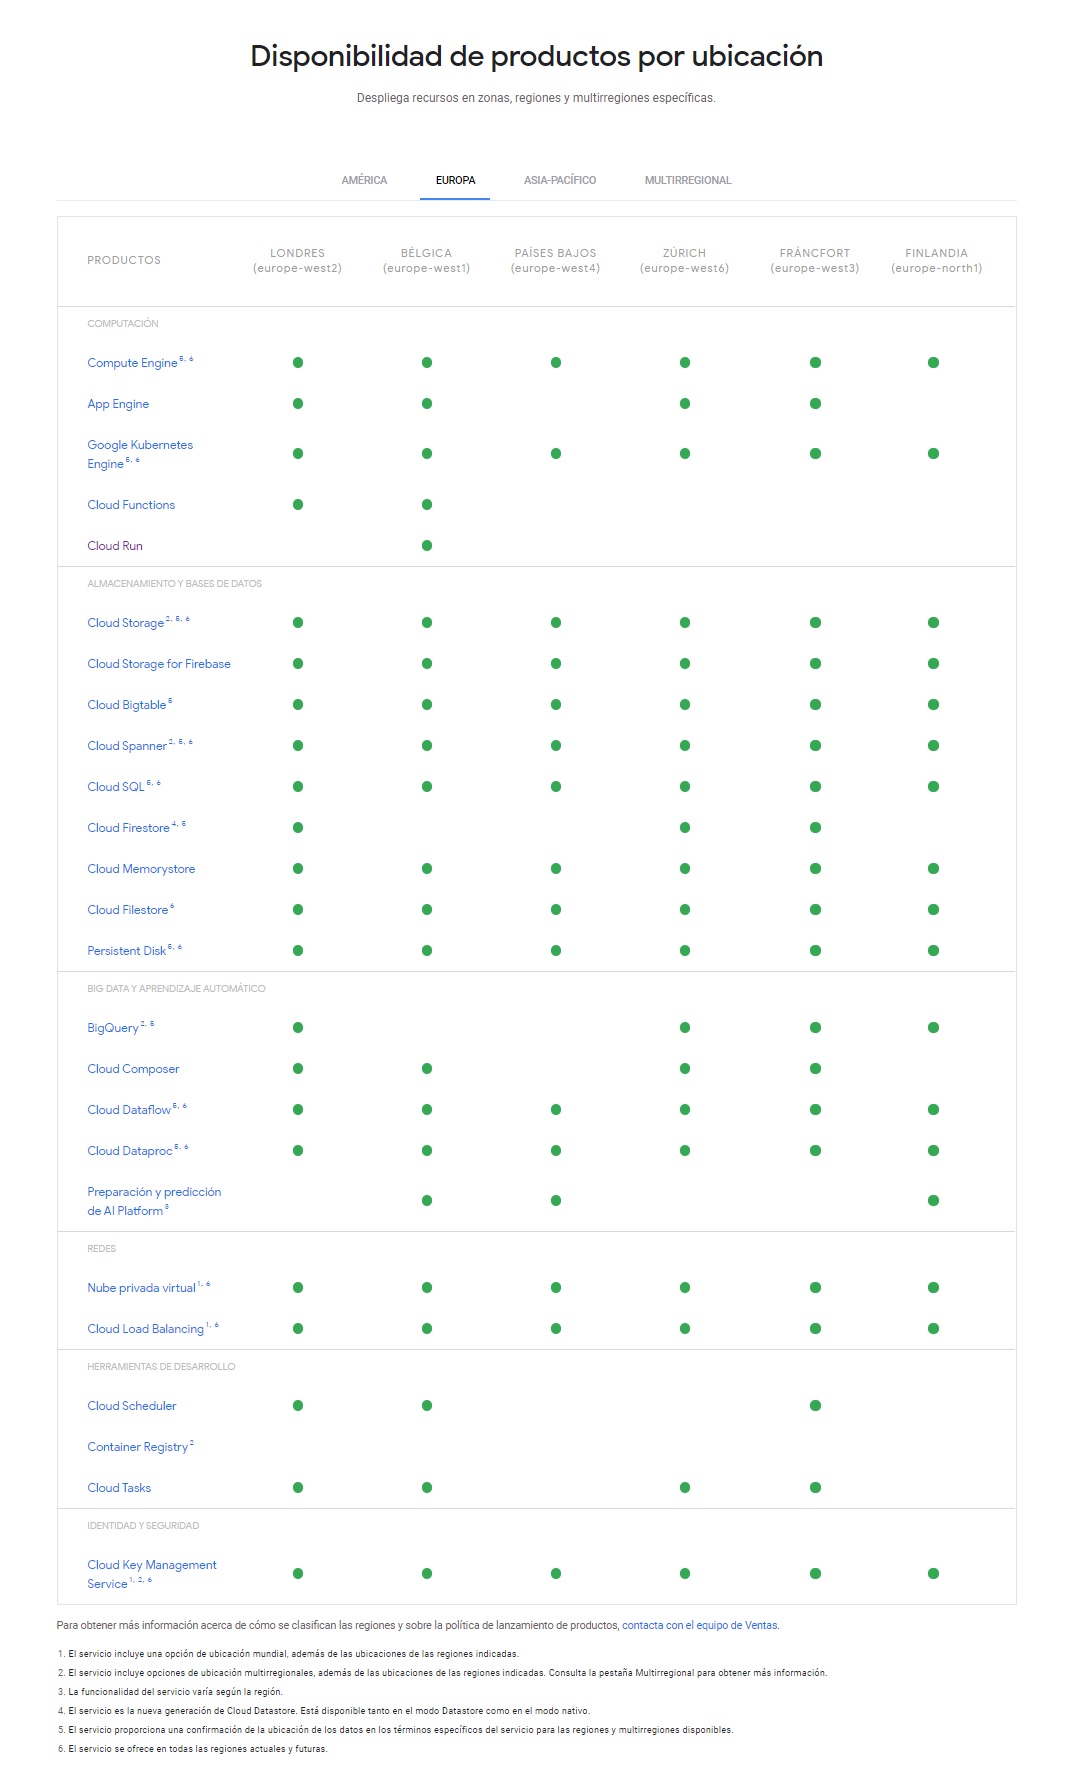 Disponibilidad de productos por ubicación
Despliega recursos en zonas, regiones y multirregiones específicas.
AMÉRICA EUROPA ASIA-PACÍFICO MULTIRREGIONAL
PRODUCTOS LONDRES (europe-west2) BÉLGICA (europe-west1) PAÍSES BAJOS (europe-west4) ZÚRICH (europe-west6) FRÁNCFORT (europe-west3) FINLANDIA (europe-north1)
COMPUTACIÓN
Compute Engine 5, 6
App Engine
Google Kubernetes
Engine 5, 6
Cloud Functions
Cloud Run
ALMACENAMIENTO Y BASES DE DATOS
Cloud Storage 2, 5, 6
Cloud Storage for Firebase
Cloud Bigtable 5
Cloud Spanner 2, 5, 6
Cloud SQL 5, 6
Cloud Firestore 4, 5
Cloud Memorystore
Cloud Filestore 6
Persistent Disk 5, 6
BIG DATA Y APRENDIZAJE AUTOMÁTICO
BigQuery 2, 5
Cloud Composer
Cloud Dataflow 5, 6
Cloud Dataproc 5, 6
Preparación y predicción
de AI Platform 3
REDES
Nube privada virtual 1, 6
Cloud Load Balancing 1, 6
HERRAMIENTAS DE DESARROLLO
Cloud Scheduler
Container Registry 2
Cloud Tasks
IDENTIDAD Y SEGURIDAD
Cloud Key Management
Service 1, 2, 6
Para obtener más información acerca de cómo se clasifican las regiones y sobre la política de lanzamiento de productos, contacta con el equipo de Ventas.
1. El servicio incluye una opción de ubicación mundial, además de las ubicaciones de las regiones indicadas.
2. El servicio incluye opciones de ubicación multirregionales, además de las ubicaciones de las regiones indicadas. Consulta la pestaña Multirregional para obtener más información.
3. La funcionalidad del servicio varía según la región.
4. El servicio es la nueva generación de Cloud Datastore. Está disponible tanto en el modo Datastore como en el modo nativo.
5. El servicio proporciona una confirmación de la ubicación de los datos en los términos específicos del servicio para las regiones y multirregiones disponibles.
6. El servicio se ofrece en todas las regiones actuales y futuras.